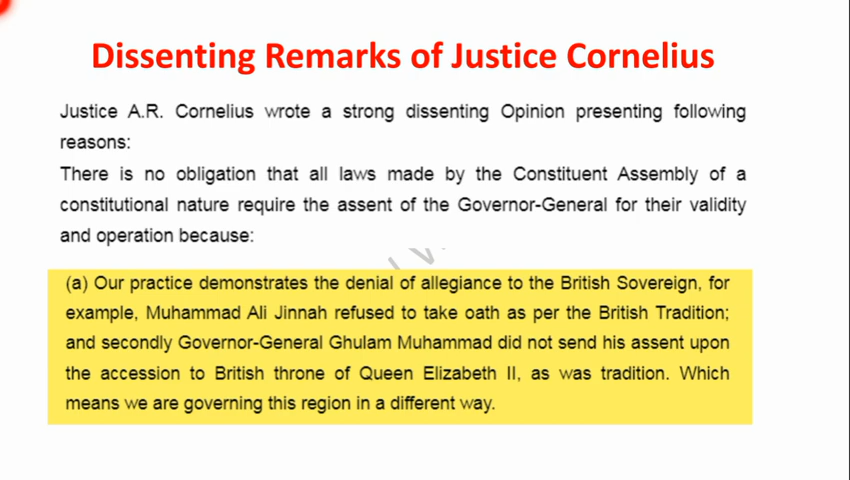 Dissenting Remarks of Justice Cornelius
Justice A.R. Cornelius wrote a strong dissenting Opinion presenting following
reasons:
There is no obligation that all laws made by the Constituent Assembly of a
constitutional nature require the assent of the Governor-General for their validity
and operation because:
(a) Our practice demonstrates the denial of allegiance to the British Sovereign, for
example, Muhammad Ali Jinnah refused to take oath as per the British Tradition;
and secondly Governor-General Ghulam Muhammad did not send his assent upon
the accession to British throne of Queen Elizabeth II, as was tradition. Which
means we are governing this region in a different way.